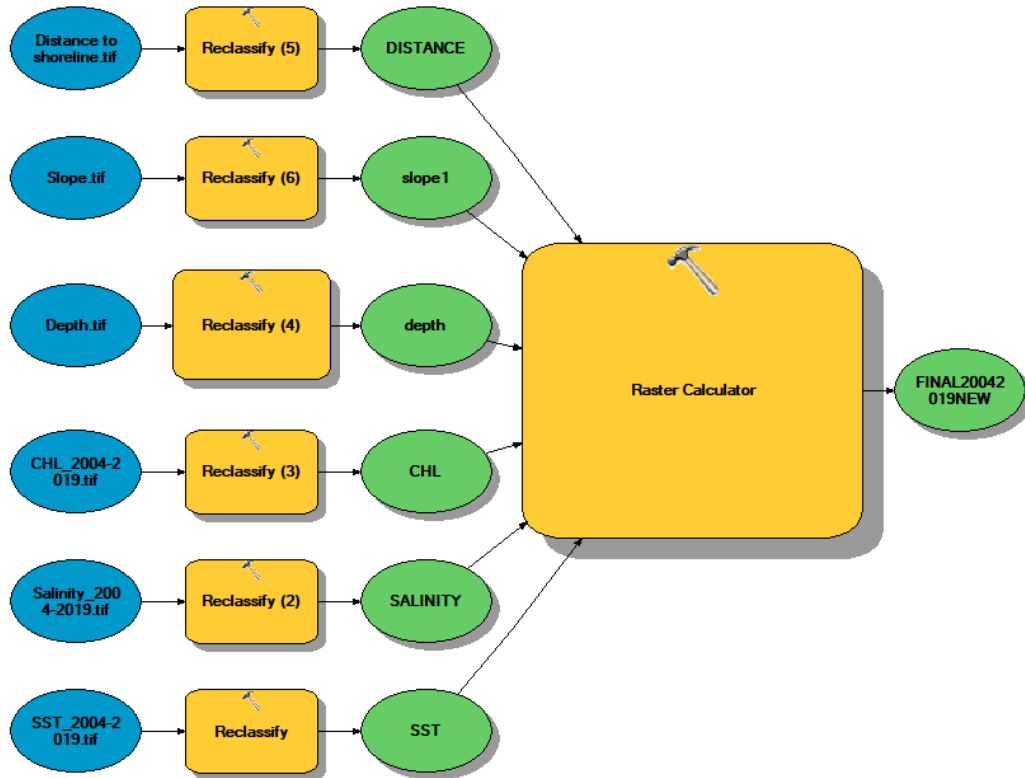 Distance to
shoreline.tif
Reclassify (5)
DISTANCE
Slope.tif
Reclassify (6)
slope1
Depth.tif
Reclassify (4)
depth
Raster Calculator
FINAL20042
019NEW
CHL_2004-2
019.tif
Reclassify (3)
CHL
Salinity_200
4-2019.tif
Reclassify (2)
SALINITY
SST_2004-2
019.tif
Reclassify
SST